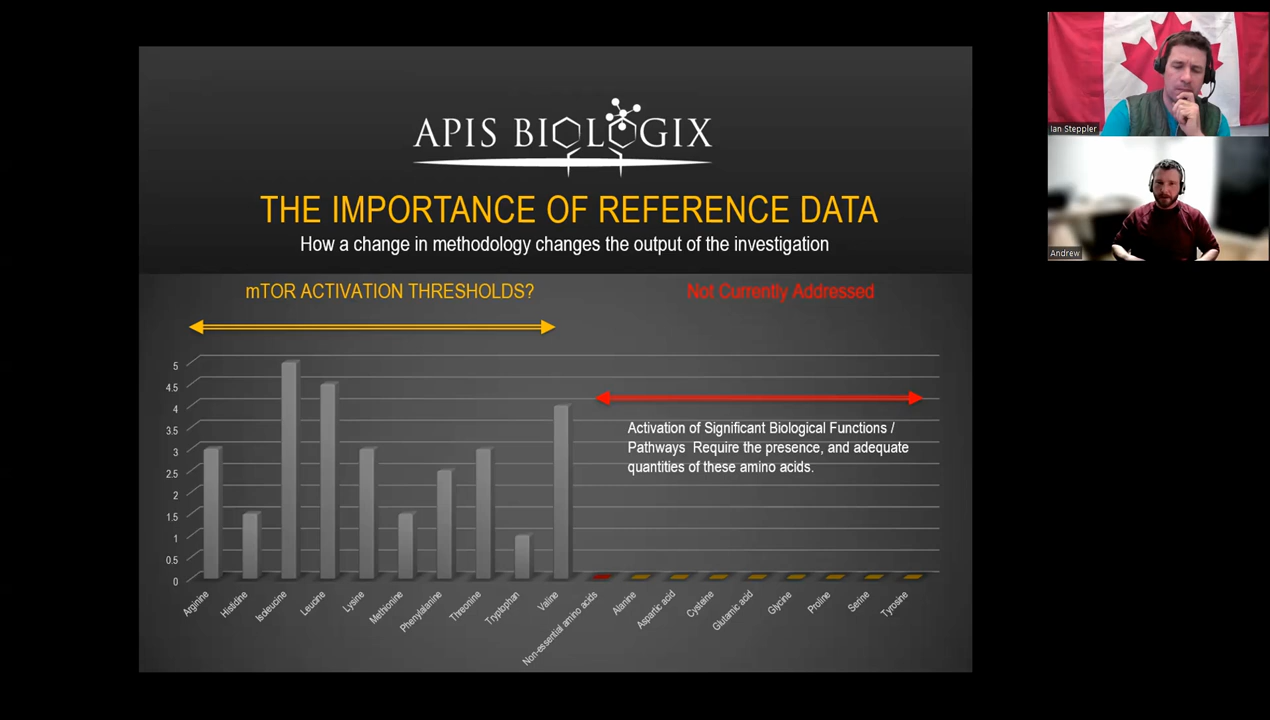 APIS BIOLOGIX
THE IMPORTANCE OF REFERENCE DATA
How a change in methodology changes the output of the investigation
mTOR ACTIVATION THRESHOLDS?
Not Currently Addressed
5
4.5
4
3.5
3
2.5
2
1.5
1
0.5
0
Activation of Significant Biological Functions /
Pathways Require the presence, and adequate
quantities of these amino acids.
Arginine
Histidine
Isoleucine
Leucine
Lysine
Methionine
Phenylalanine
Threonine
Tryptophan
Valine
Non-essential amino acids
Alanine
Aspartic acid
Cysteine
Glutamic acid
Glycine
Proline
Serine
Tyrosine
Ian Steppler
Andrew